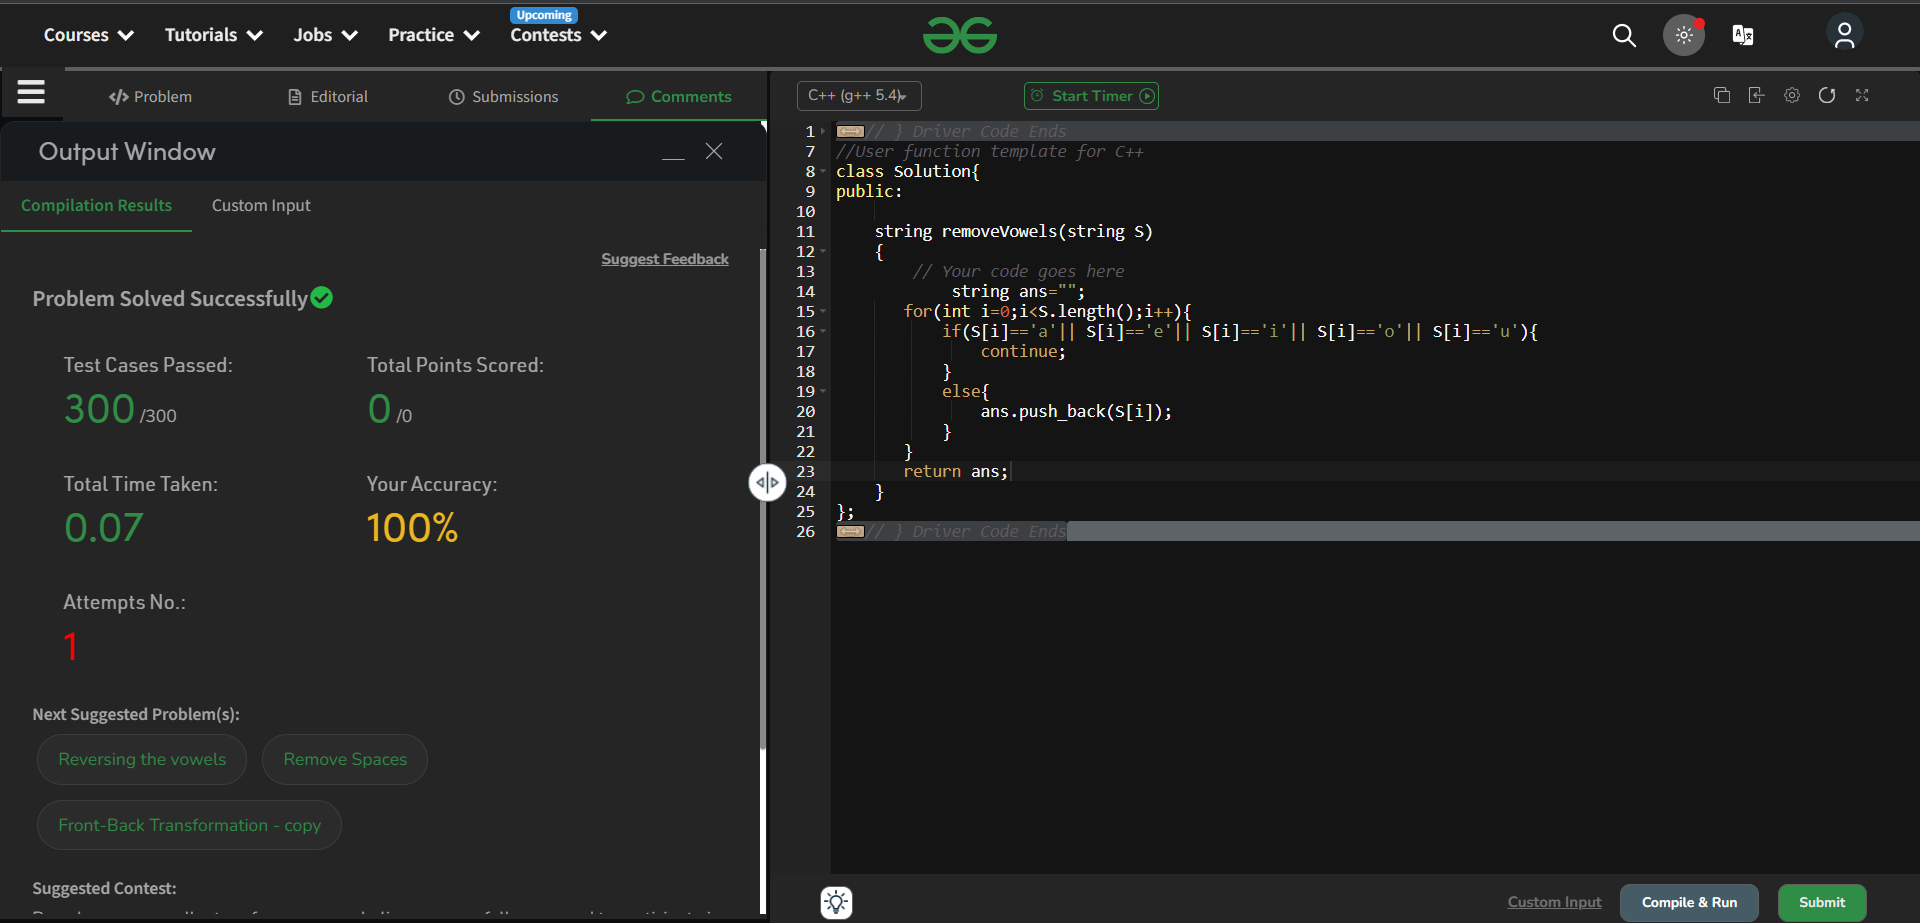 Upcoming
Courses Tutorials Jobs Practice Contests
Problem Editorial Submissions Comments
Output Window
Compilation Results Custom Input
Suggest Feedback
Problem Solved Successfully
Test Cases Passed: Total Points Scored:
300 /300 0 /0
Total Time Taken: Your Accuracy:
0.07 100%
Attempts No.:
1
Next Suggested Problem(s):
Reversing the vowels Remove Spaces
Front-Back Transformation - copy
Suggested Contest:
C++ (g++ 5.4) Start Timer
1 // } Driver Code Ends
7 //User function template for C++
8 class Solution{
9 public:
10
11 string removeVowels(string S)
12 {
13 // Your code goes here
14 string ans="";
15 for(int i=0;i<S.length();i++){
16 if(S[i]=='a'|| S[i]=='e'|| S[i]=='i'|| S[i]=='o'|| S[i]=='u'){
17 continue;
18 }
19 else{
20 ans.push_back(S[i]);
21 }
22 }
23 return ans;
24 }
25 };
26 // } Driver Code Ends
Custom Input Compile & Run Submit